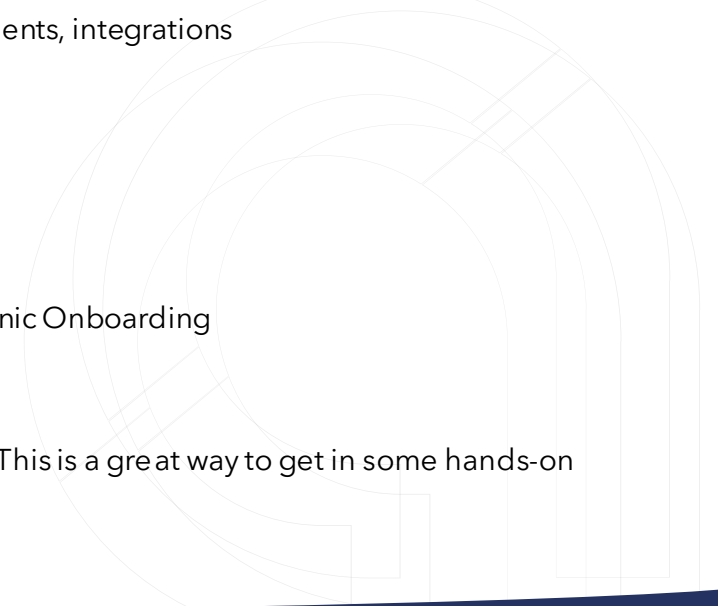 ents, integrations
nic Onboarding
This is a great way to get in some hands-on